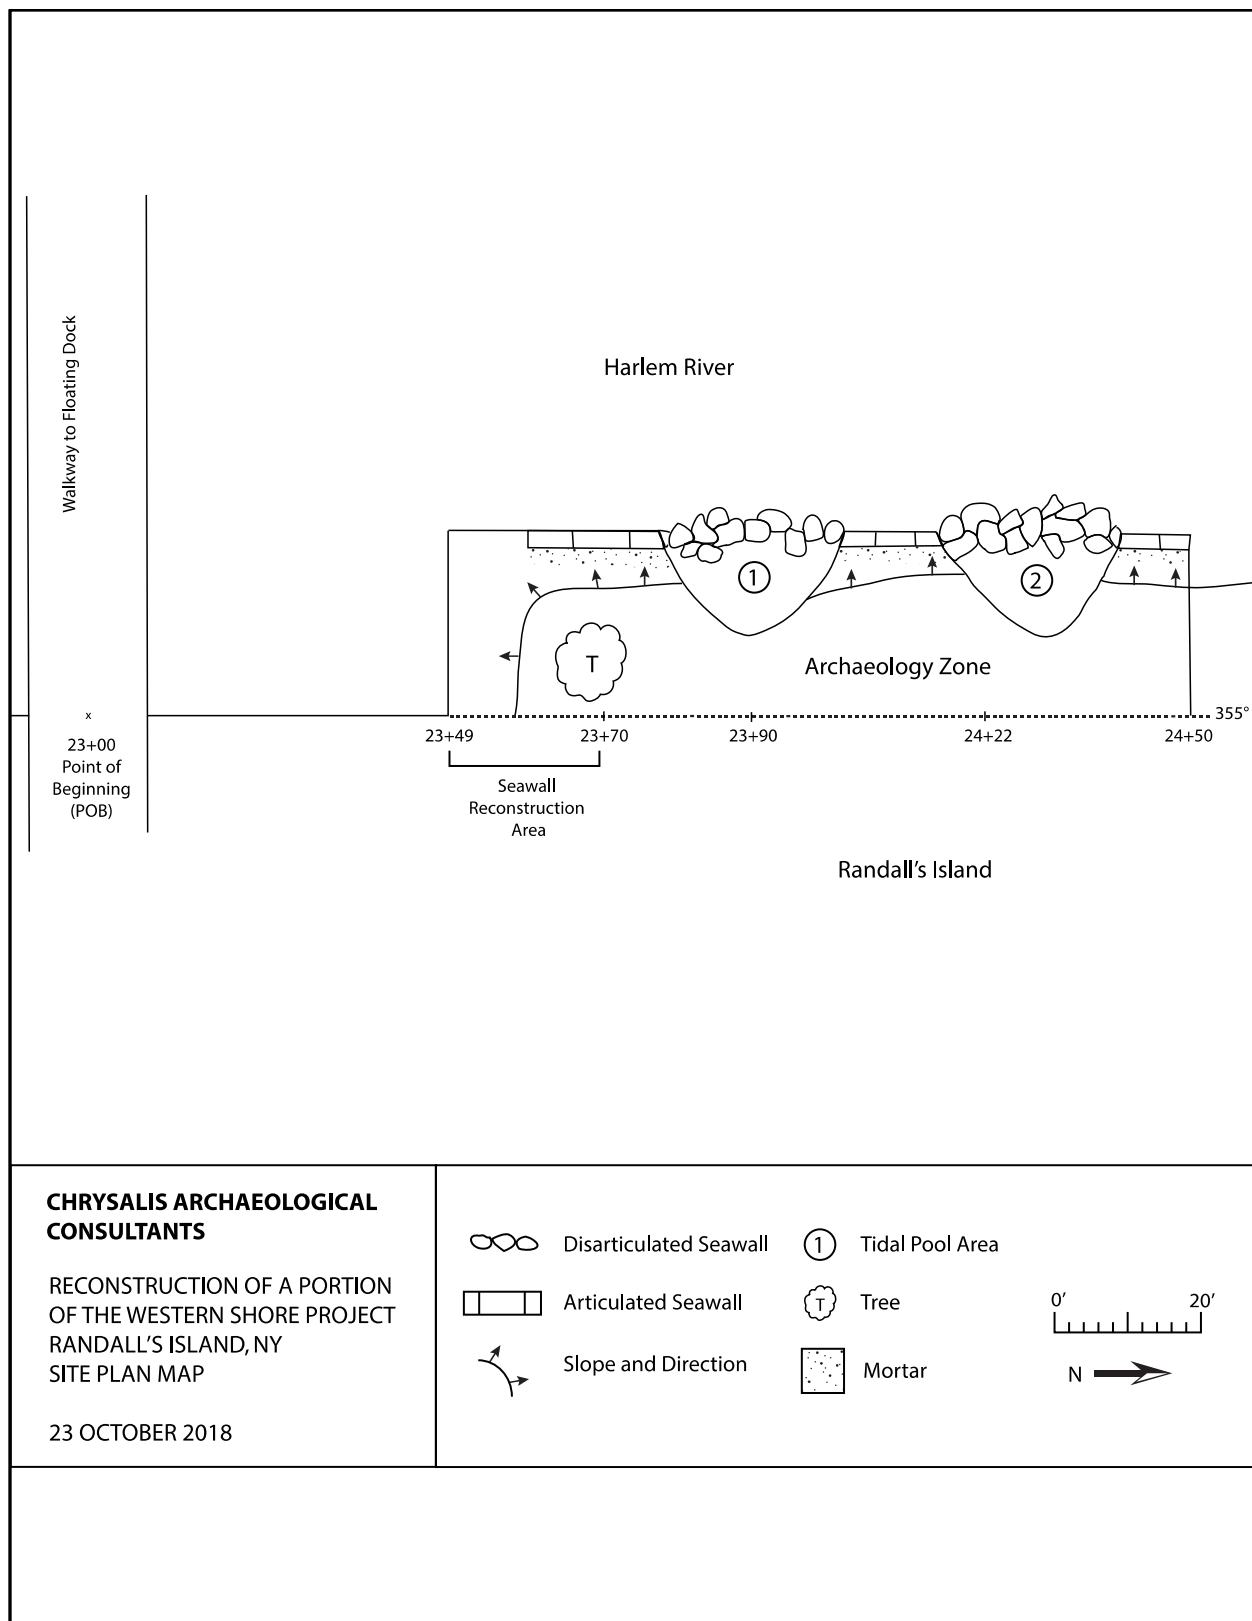 Walkway to Floating Dock
Harlem River
1
2
T
Archaeology Zone
x
355°
23+00
Point of
Beginning
(POB)
23+49
23+70
23+90
24+22
24+50
Seawall
Reconstruction
Area
Randall's Island
CHRYSALIS ARCHAEOLOGICAL
CONSULTANTS
RECONSTRUCTION OF A PORTION
OF THE WESTERN SHORE PROJECT
RANDALL'S ISLAND, NY
SITE PLAN MAP
23 OCTOBER 2018
Disarticulated Seawall
Articulated Seawall
Slope and Direction
1 Tidal Pool Area
T Tree
Mortar
0' 20'
N